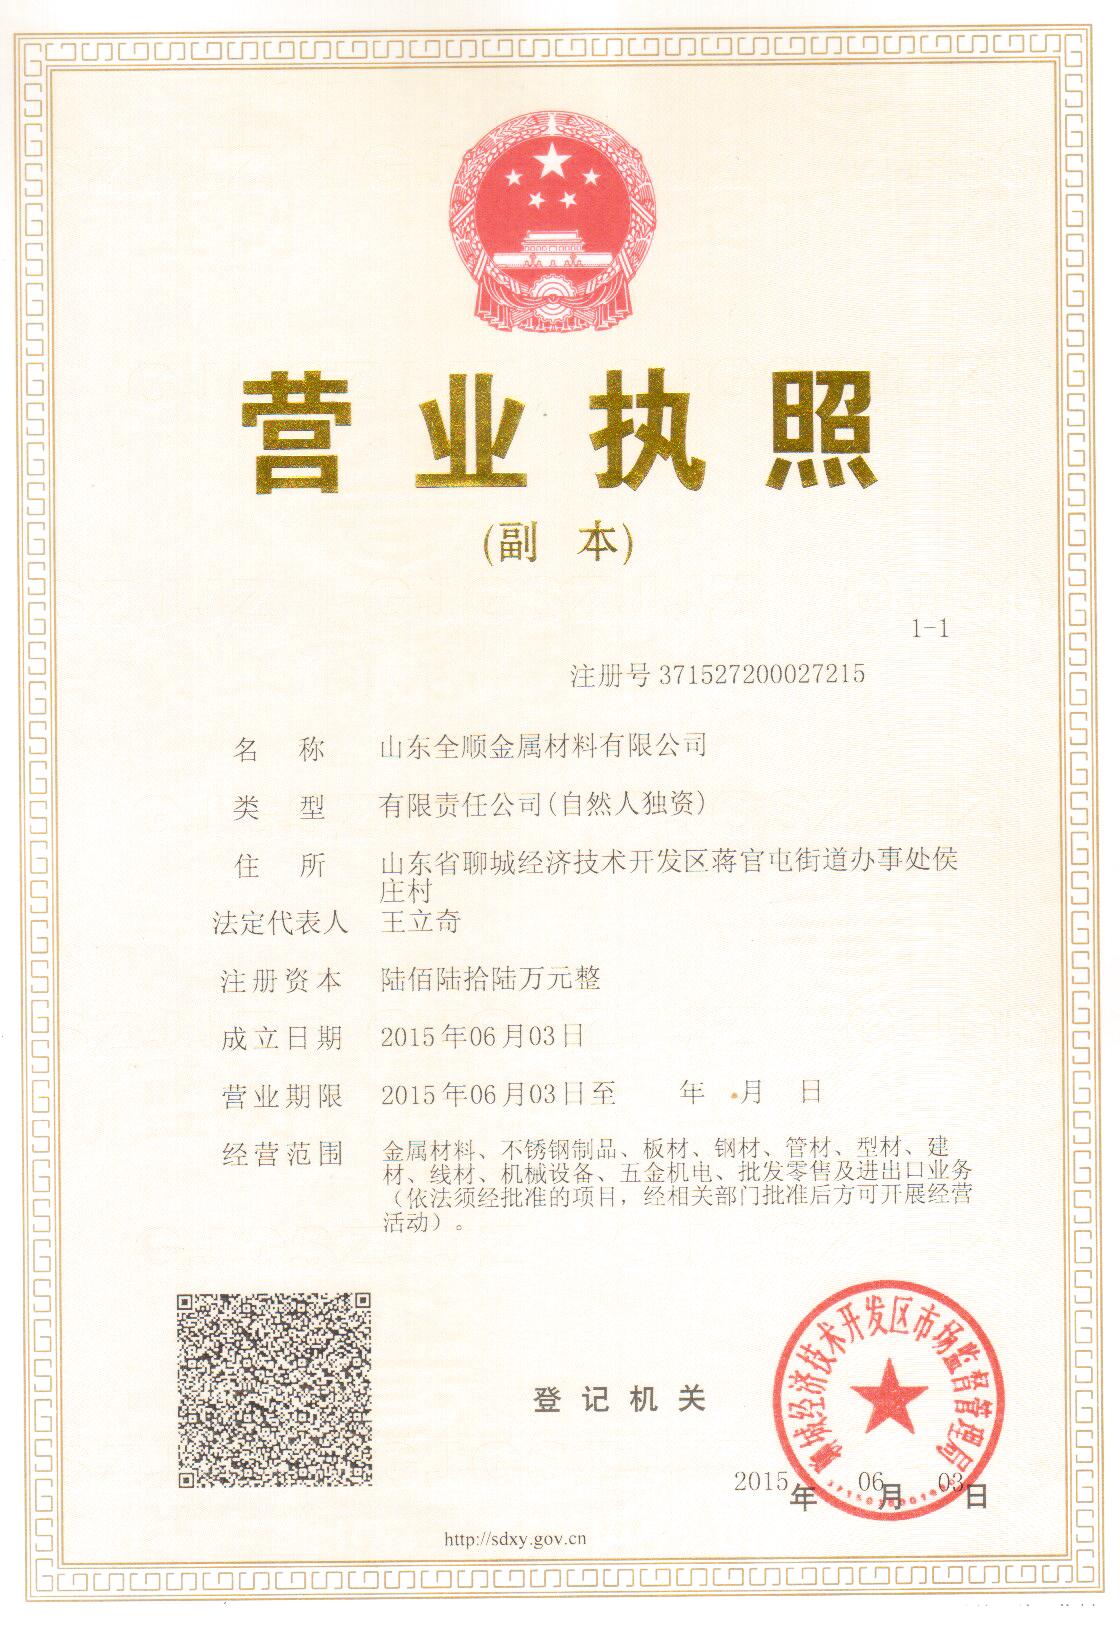 营业执照
(副 本)
1-1
注册号 371527200027215
名 称 山东全顺金属材料有限公司
类 型 有限责任公司(自然人独资)
住 所 山东省聊城经济技术开发区蒋官屯街道办事处侯
庄村
法定代表人 王立奇
注册资本 陆佰陆拾陆万元整
成立日期 2015年06月03日
营业期限 2015年06月03日至 年 月 日
经营范围 金属材料、不锈钢制品、板材、钢材、管材、型材、建
材、线材、机械设备、五金机电、批发零售及进出口业务
（依法须经批准的项目，经相关部门批准后方可开展经营
活动）。
聊城经济技术开发区市场监督管理局
登记机关
2015年 06月 03日
http://sdxy.gov.cn